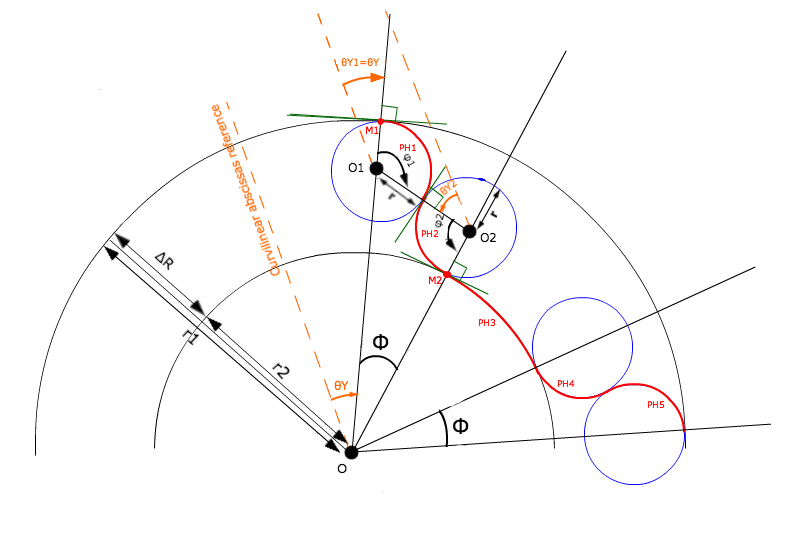 θY1=θY
Curvilinear abscissas reference
M1
PH1
O1
φ1
r
θY2
r
φ2
PH2
O2
M2
ΔR
PH3
r1
r2
Φ
PH4
θY
PH5
Φ
O